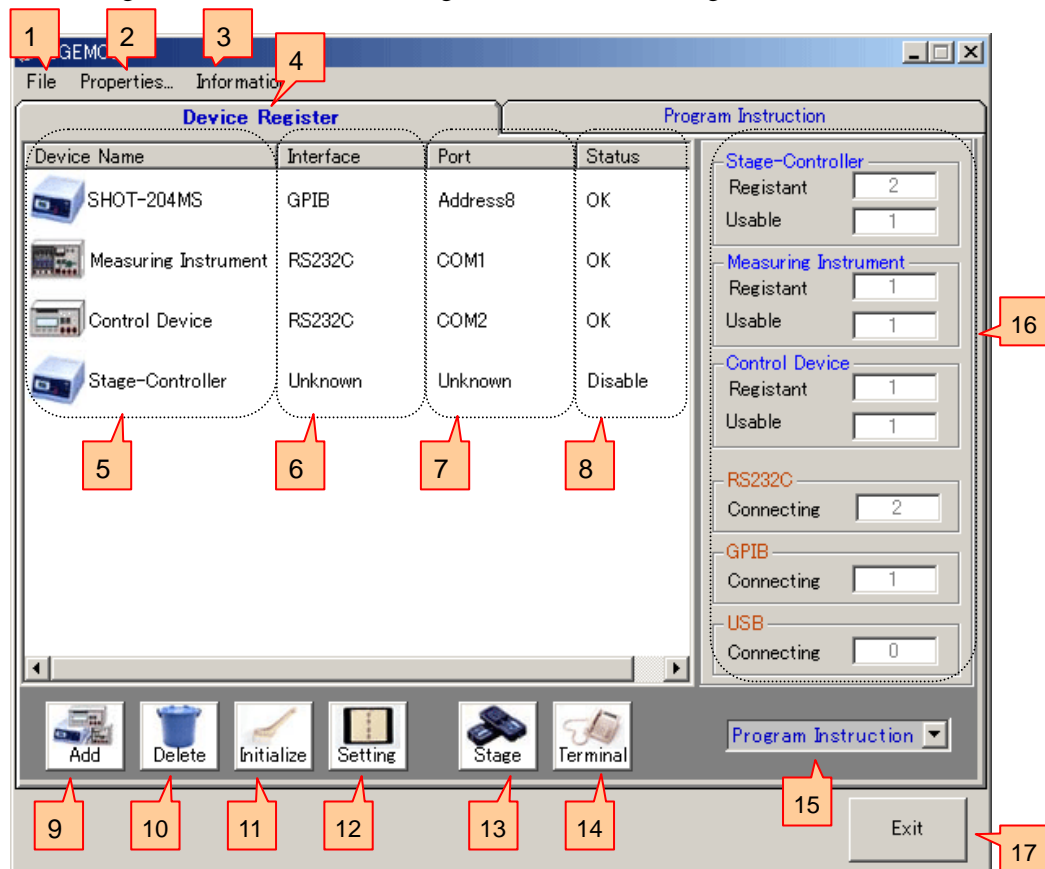 1 2 3 4
GEMO
File Properties... Informatio
Device Register Program Instruction
Device Name Interface Port Status
SHOT-204MS GPIB Address8 OK
Measuring Instrument RS232C COM1 OK
Control Device RS232C COM2 OK
Stage-Controller Unknown Unknown Disable
5 6 7 8
Stage-Controller
Registant 2
Usable 1
Measuring Instrument
Registant 1
Usable 1
16
Control Device
Registant 1
Usable 1
RS232C
Connecting 2
GPIB
Connecting 1
USB
Connecting 0
Add Delete Initialize Setting Stage Terminal Program Instruction
9 10 11 12 13 14 15
Exit
17